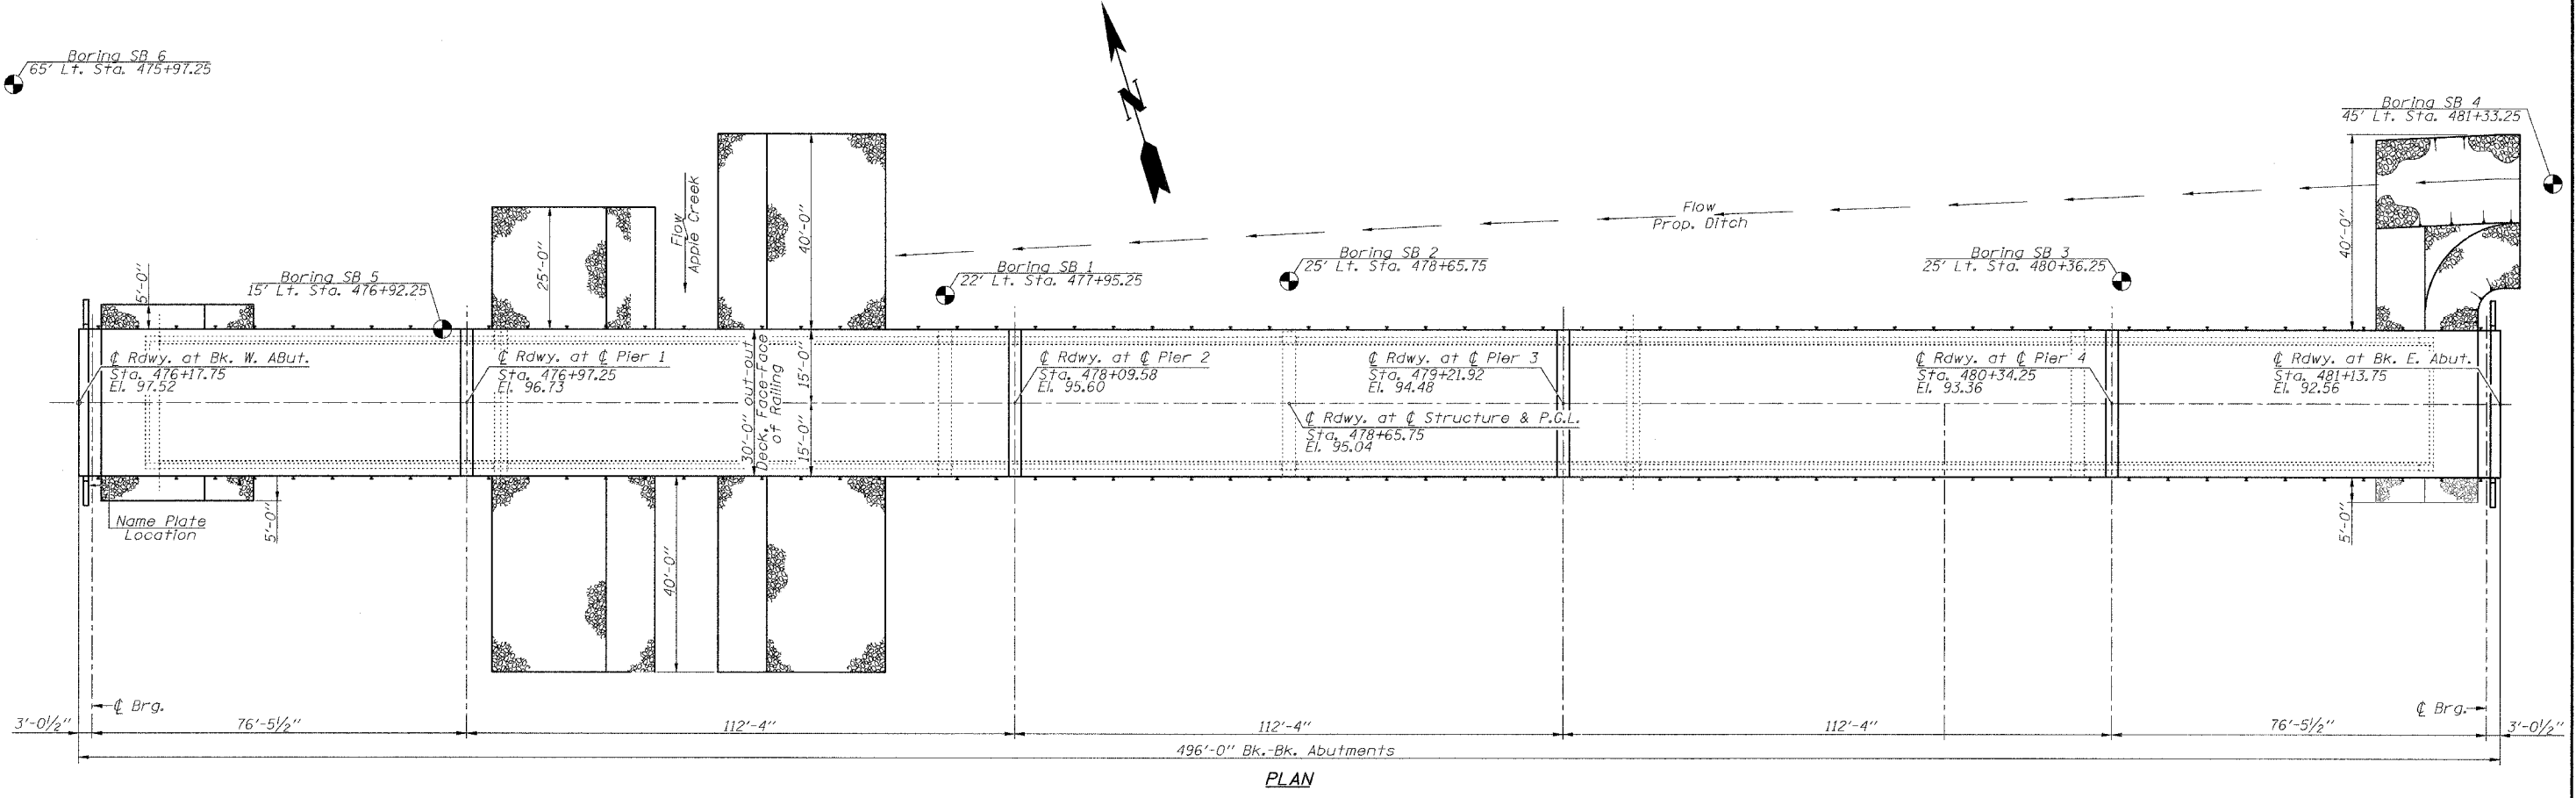 Boring SB 6
65' Lt. Sta. 475+97.25
N
Boring SB 4
45' Lt. Sta. 481+33.25
Flow
Apple Creek
40'-0"
25'-0"
Flow
Prop. Ditch
40'-0"
5'-0"
Boring SB 5
15' Lt. Sta. 476+92.25
Boring SB 1
22' Lt. Sta. 477+95.25
Boring SB 2
25' Lt. Sta. 478+65.75
Boring SB 3
25' Lt. Sta. 480+36.25
℄ Rdwy. at Bk. W. ABut.
Sta. 476+17.75
El. 97.52
℄ Rdwy. at ℄ Pier 1
Sta. 476+97.25
El. 96.73
30'-0" out-out
Deck, Face-Face
of Railing
15'-0"
15'-0"
℄ Rdwy. at ℄ Pier 2
Sta. 478+09.58
El. 95.60
℄ Rdwy. at ℄ Pier 3
Sta. 479+21.92
El. 94.48
℄ Rdwy. at ℄ Structure & P.G.L.
Sta. 478+65.75
El. 95.04
℄ Rdwy. at ℄ Pier 4
Sta. 480+34.25
El. 93.36
℄ Rdwy. at Bk. E. Abut.
Sta. 481+13.75
El. 92.56
Name Plate
Location
5'-0"
40'-0"
5'-0"
℄ Brg.
℄ Brg.
3'-0½"
76'-5½"
112'-4"
112'-4"
112'-4"
76'-5½"
3'-0½"
496'-0" Bk.-Bk. Abutments
PLAN